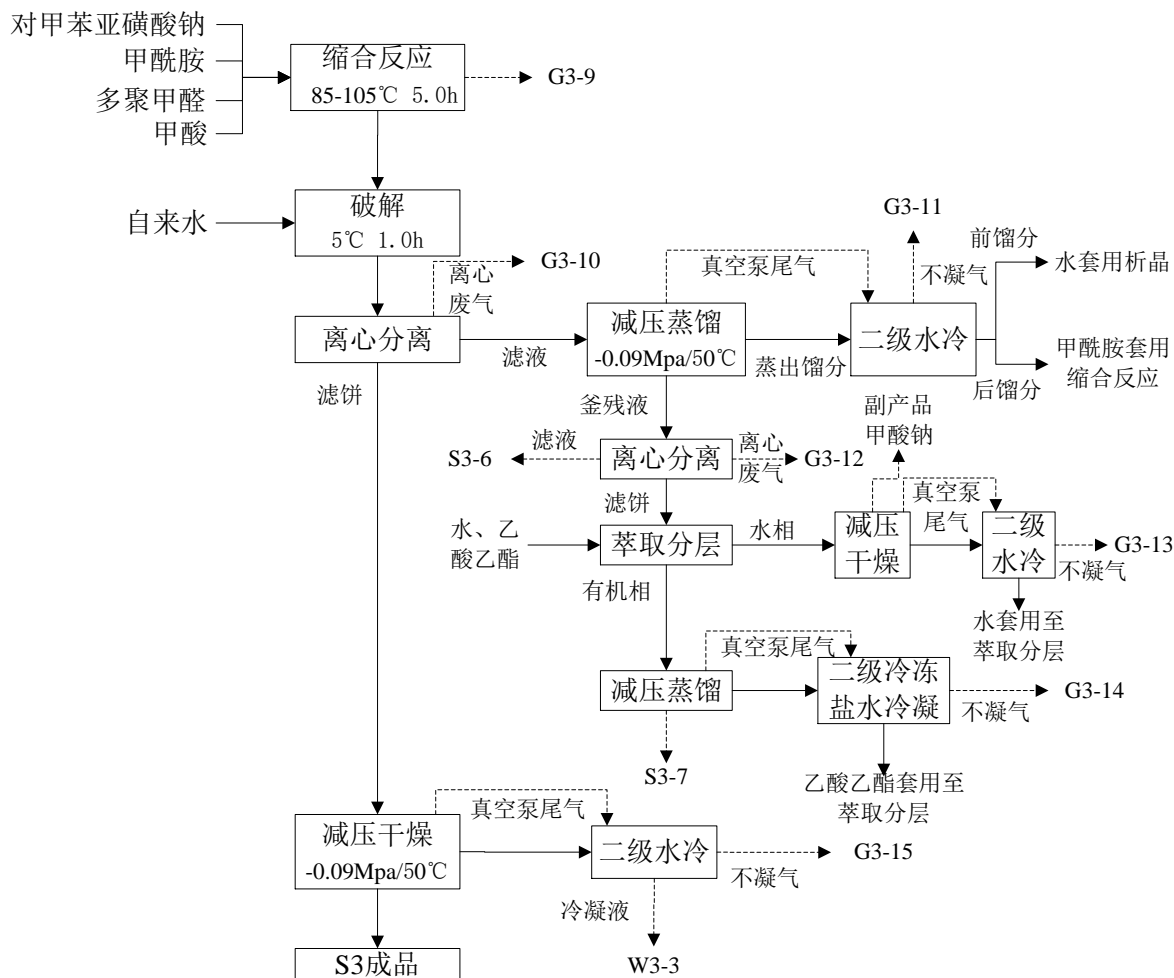 对甲苯亚磺酸钠
甲酰胺
多聚甲醛
甲酸
缩合反应
85-105℃ 5.0h
G3-9
自来水
破解
5℃ 1.0h
G3-10
离心
废气
离心分离
滤液
滤饼
真空泵尾气
减压蒸馏
-0.09Mpa/50℃
蒸出馏分
G3-11
不凝气
二级水冷
前馏分
水套用析晶
后馏分
甲酰胺套用
缩合反应
釜残液
S3-6
滤液
离心分离
离心
废气
G3-12
滤饼
水、乙
酸乙酯
萃取分层
水相
副产品
甲酸钠
减压
干燥
真空泵
尾气
二级
水冷
不凝气
G3-13
水套用至
萃取分层
有机相
真空泵尾气
减压蒸馏
二级冷冻
盐水冷凝
不凝气
G3-14
S3-7
乙酸乙酯套用至
萃取分层
真空泵尾气
减压干燥
-0.09Mpa/50℃
二级水冷
不凝气
G3-15
冷凝液
W3-3
S3成品